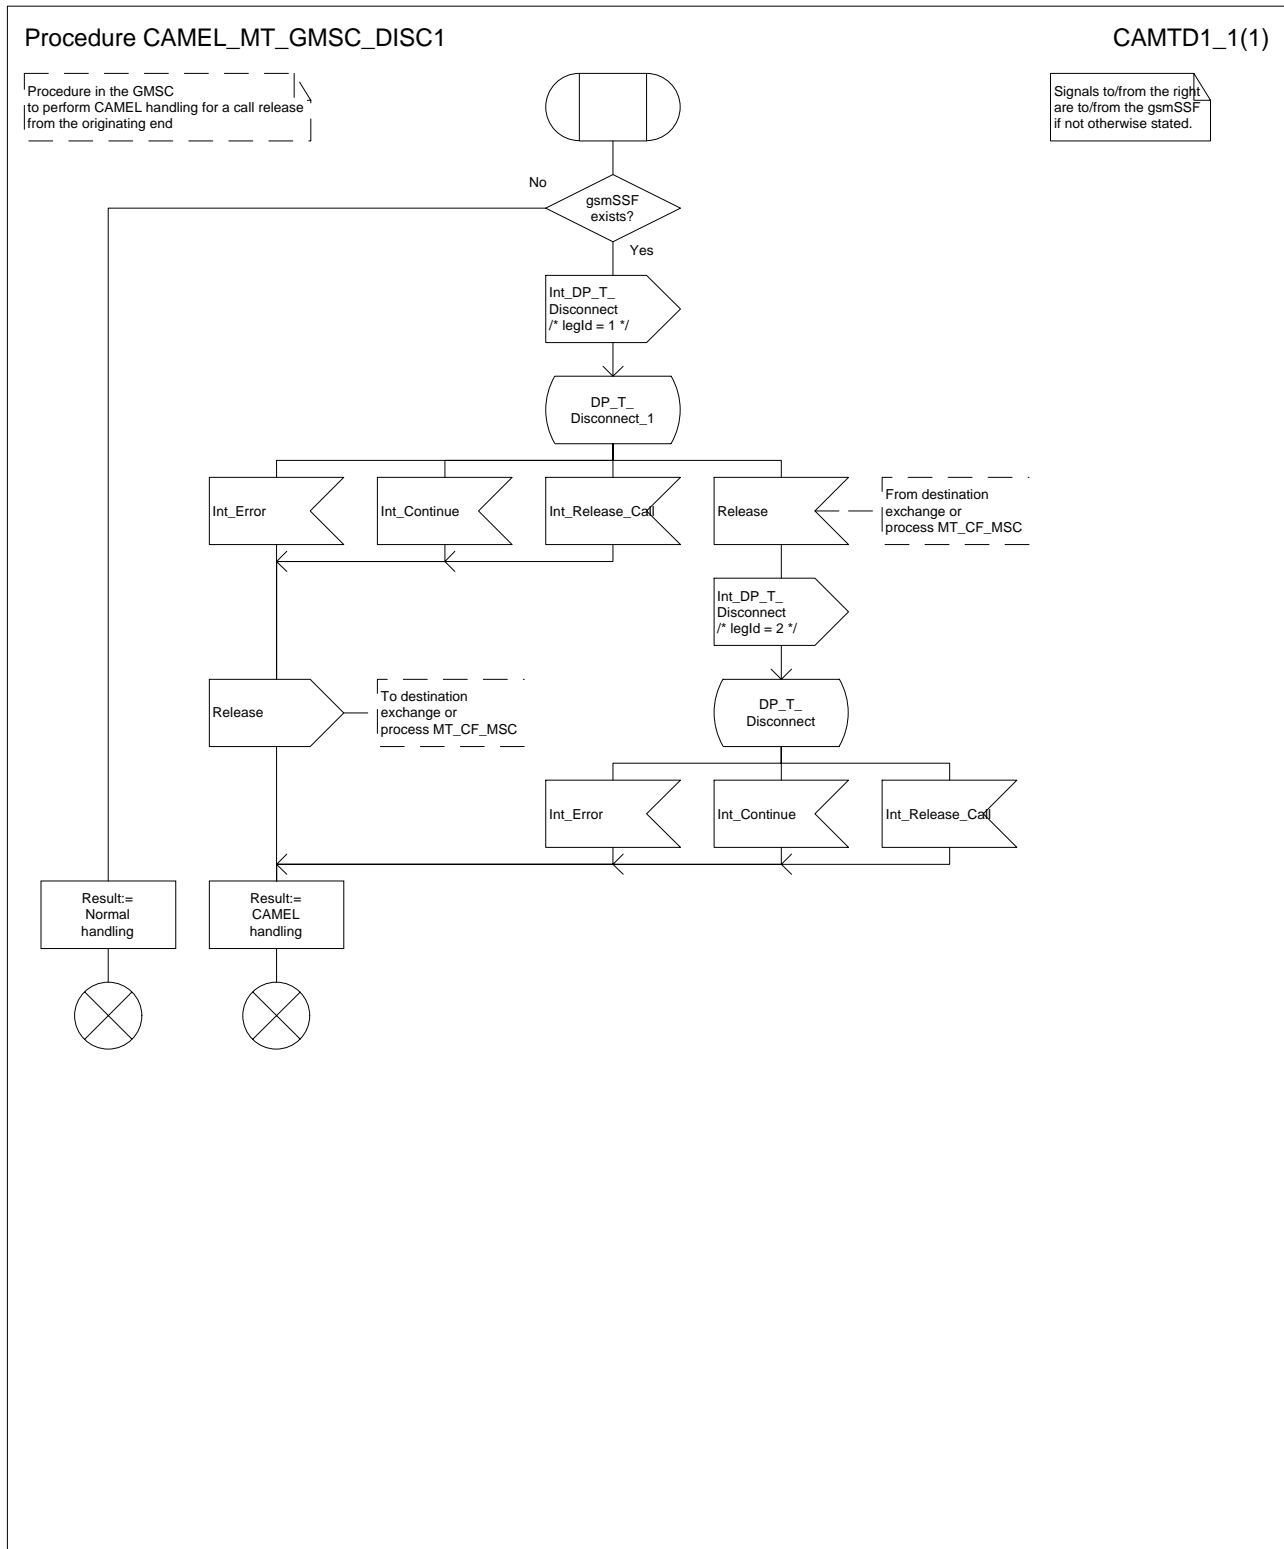 Procedure CAMEL_MT_GMSC_DISC1
CAMTD1_1(1)
Procedure in the GMSC
to perform CAMEL handling for a call release
from the originating end
Signals to/from the right
are to/from the gsmSSF
if not otherwise stated.
No
gsmSSF
exists?
Yes
Int_DP_T_
Disconnect
/* legId = 1 */
DP_T_
Disconnect_1
Int_Error
Int_Continue
Int_Release_Call
Release
From destination
exchange or
process MT_CF_MSC
Int_DP_T_
Disconnect
/* legId = 2 */
Release
To destination
exchange or
process MT_CF_MSC
DP_T_
Disconnect
Int_Error
Int_Continue
Int_Release_Call
Result:=
Normal
handling
Result:=
CAMEL
handling